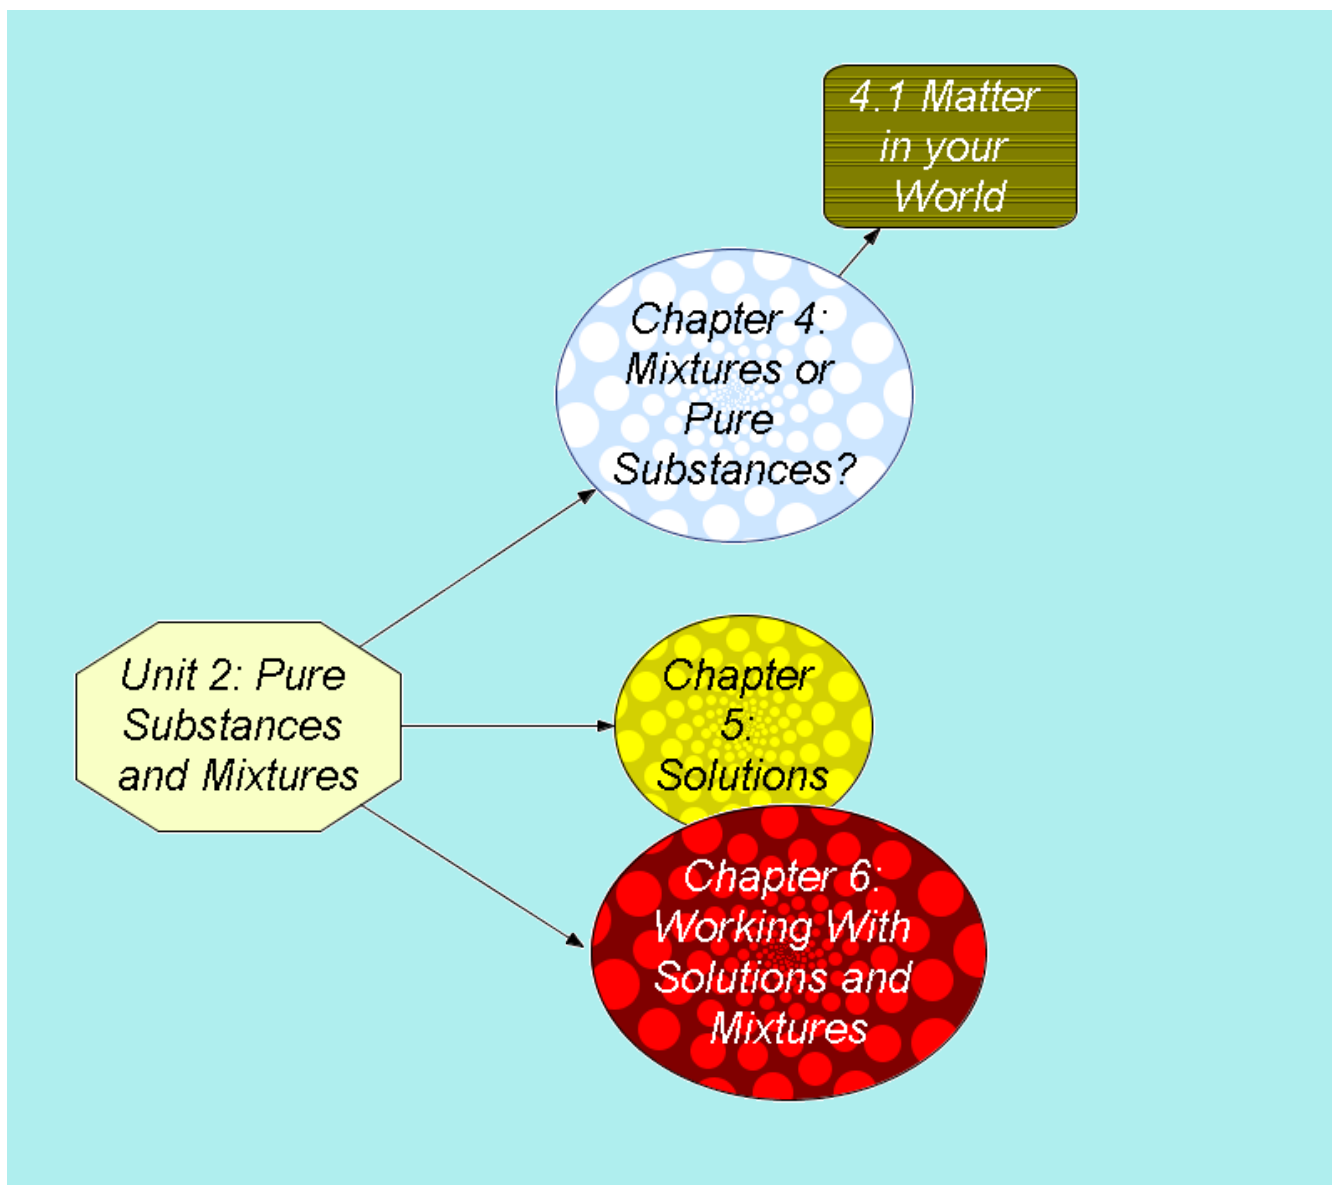 4.1 Matter
in your
World
Chapter 4:
Mixtures or
Pure
Substances?
Unit 2: Pure
Substances
and Mixtures
Chapter
5:
Solutions
Chapter 6:
Working With
Solutions and
Mixtures